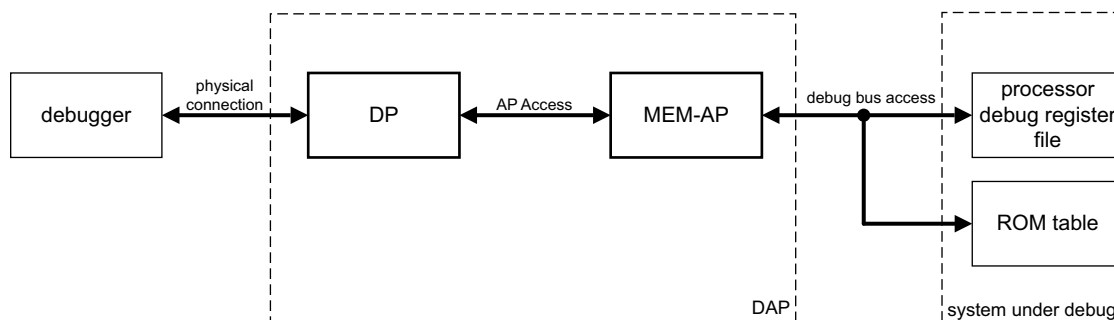 debugger
physical
connection
DP
AP Access
MEM-AP
debug bus access
processor
debug register
file
ROM table
DAP
system under debug